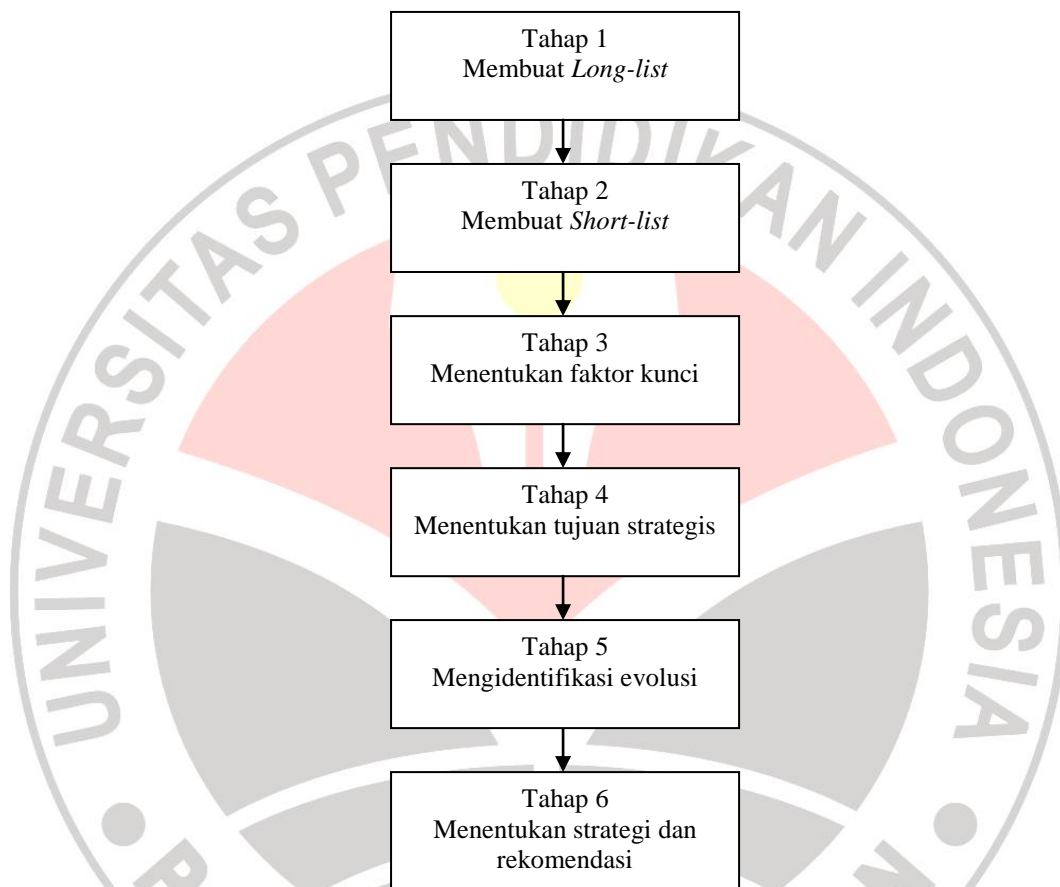 Tahap 1
Membuat Long-list
Tahap 2
Membuat Short-list
Tahap 3
Menentukan faktor kunci
Tahap 4
Menentukan tujuan strategis
Tahap 5
Mengidentifikasi evolusi
Tahap 6
Menentukan strategi dan
rekomendasi
UNIVERSITAS PENDIDIKAN INDONESIA